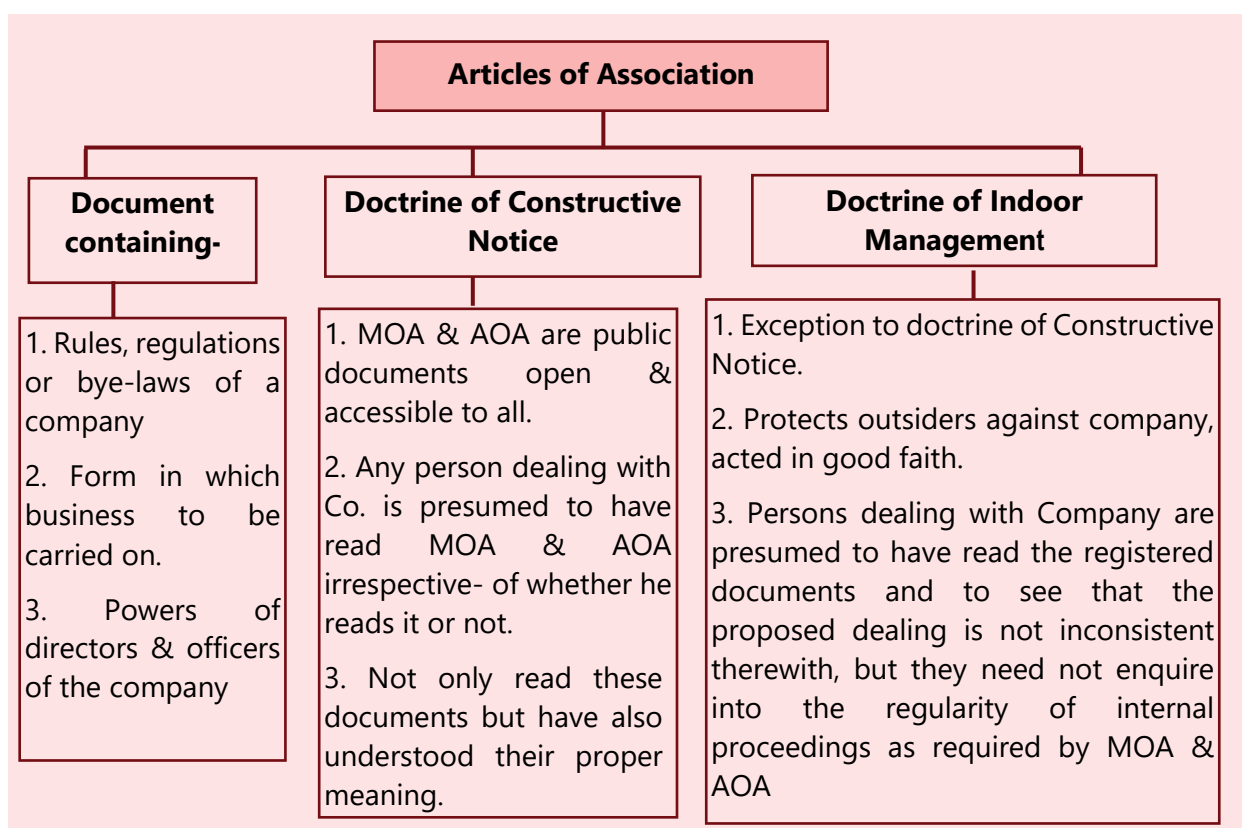 Articles of Association
Document
containing-
1. Rules, regulations
or bye-laws of a
company
2. Form in which
business to be
carried on.
3. Powers of
directors & officers
of the company
Doctrine of Constructive
Notice
1. MOA & AOA are public
documents open &
accessible to all.
2. Any person dealing with
Co. is presumed to have
read MOA & AOA
irrespective- of whether he
reads it or not.
3. Not only read these
documents but have also
understood their proper
meaning.
Doctrine of Indoor
Management
1. Exception to doctrine of Constructive
Notice.
2. Protects outsiders against company,
acted in good faith.
3. Persons dealing with Company are
presumed to have read the registered
documents and to see that the
proposed dealing is not inconsistent
therewith, but they need not enquire
into the regularity of internal
proceedings as required by MOA &
AOA